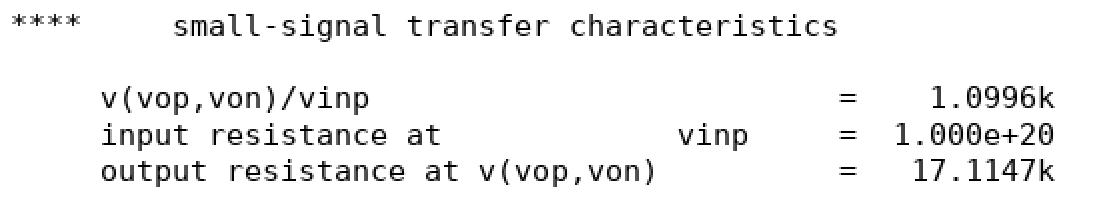 **** small-signal transfer characteristics
v(vop,von)/vinp = 1.0996k
input resistance at vinp = 1.000e+20
output resistance at v(vop,von) = 17.1147k